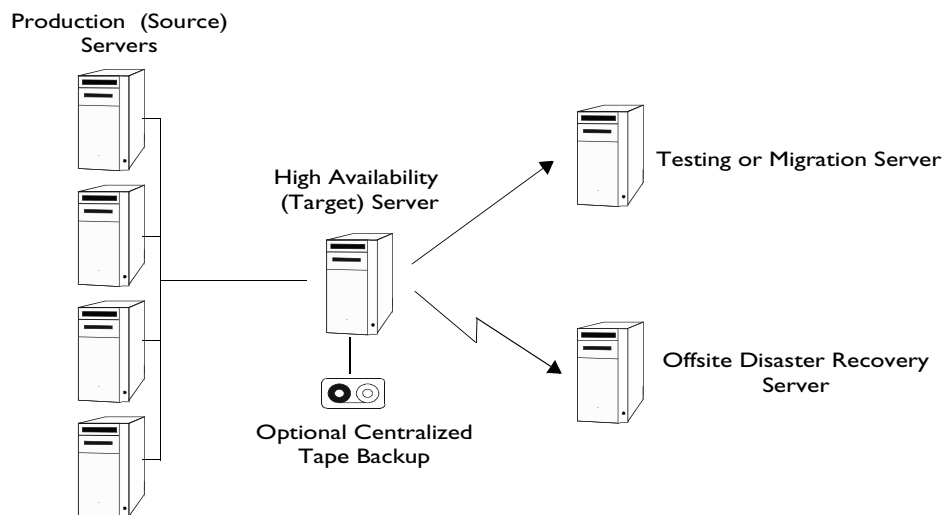 Production (Source)
Servers
High Availability
(Target) Server
Optional Centralized
Tape Backup
Testing or Migration Server
Offsite Disaster Recovery
Server